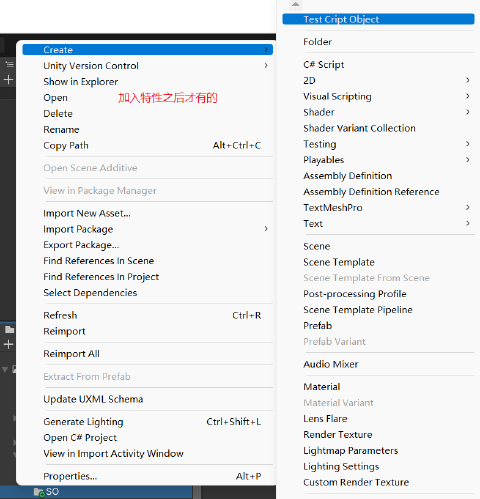 Create
Unity Version Control
Show in Explorer
Open
加入特性之后才有的
Delete
Rename
Copy Path Alt+Ctrl+C
Open Scene Additive
View in Package Manager
Import New Asset...
Import Package
Export Package...
Find References In Scene
Find References In Project
Select Dependencies
Refresh Ctrl+R
Reimport
Reimport All
Extract From Prefab
Update UXML Schema
Generate Lighting Ctrl+Shift+L
Open C# Project
View in Import Activity Window
Properties... Alt+P
SO
Test Cript Object
Folder
C# Script
2D
Visual Scripting
Shader
Shader Variant Collection
Testing
Playables
Assembly Definition
Assembly Definition Reference
TextMeshPro
Text
Scene
Scene Template
Scene Template From Scene
Post-processing Profile
Scene Template Pipeline
Prefab
Prefab Variant
Audio Mixer
Material
Material Variant
Lens Flare
Render Texture
Lightmap Parameters
Lighting Settings
Custom Render Texture